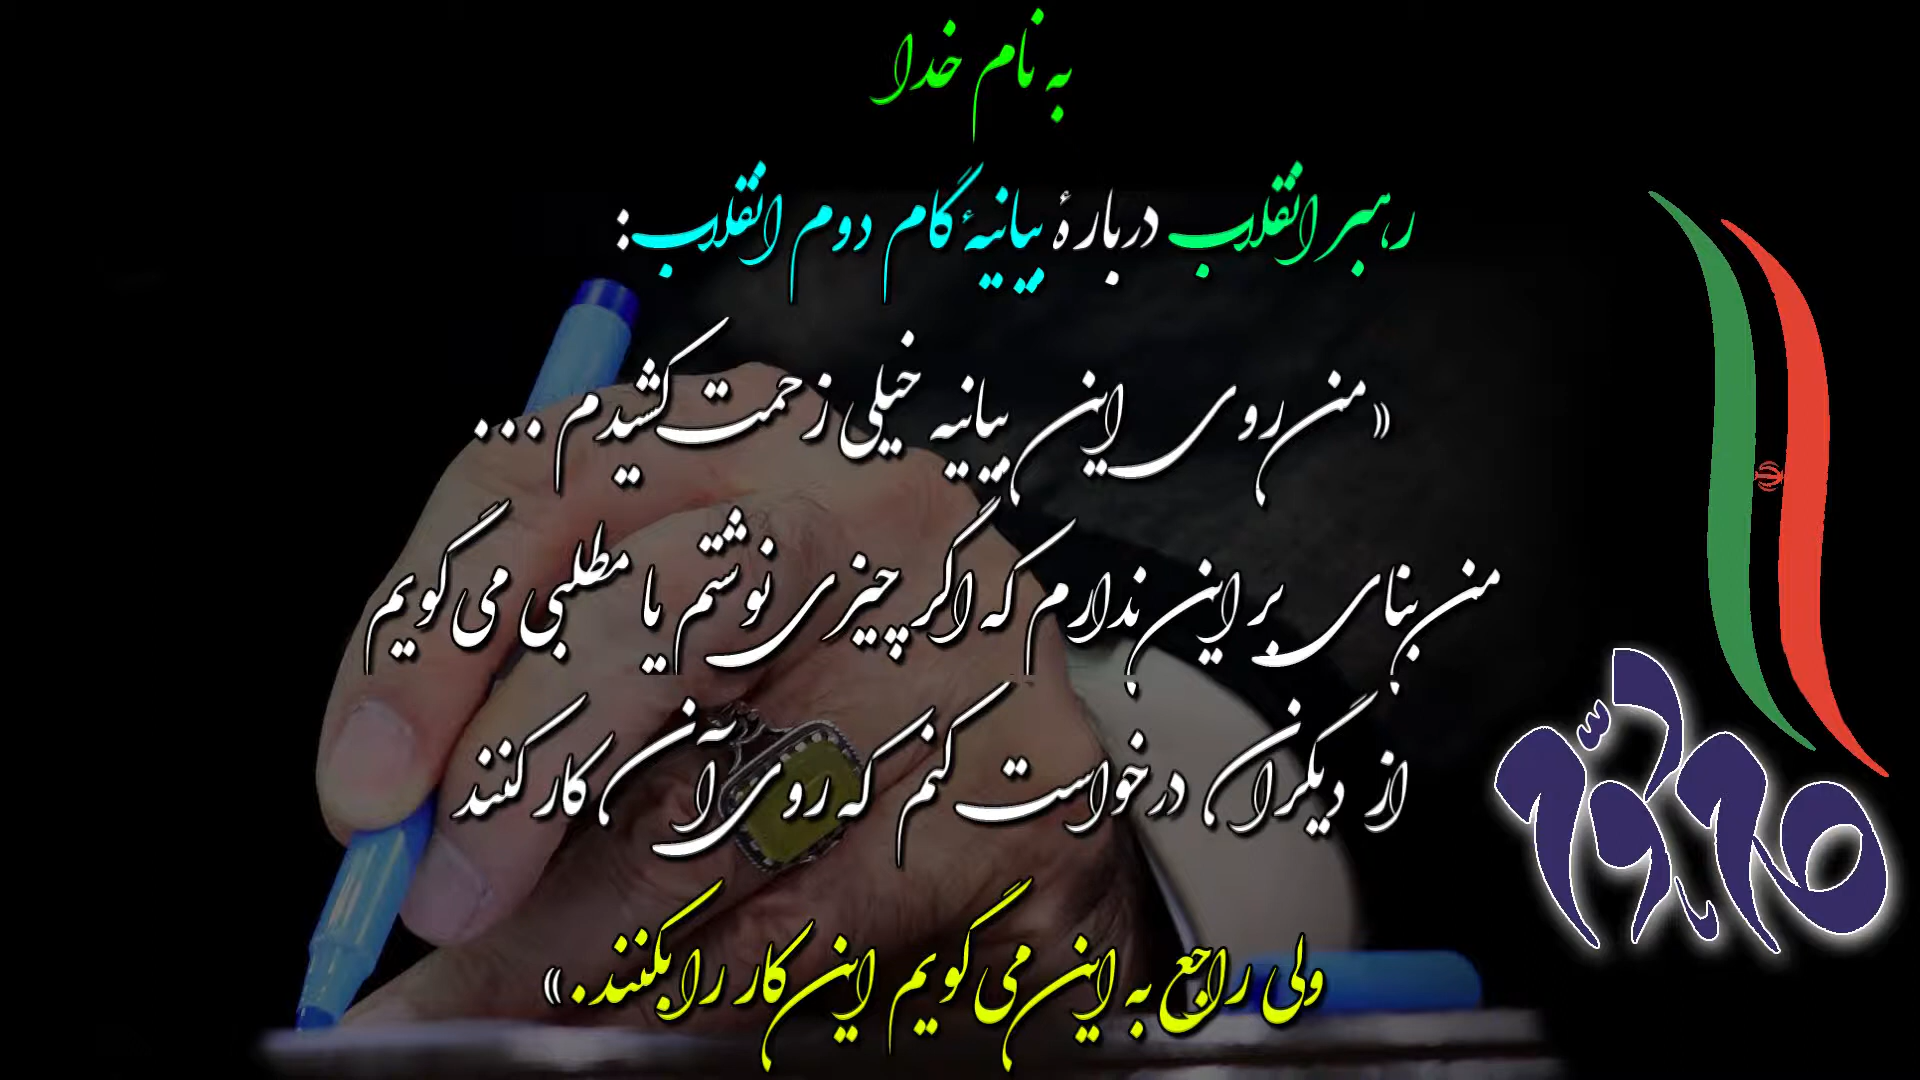 به نام خدا
رهبر انقلاب دربارهٔ بیانیهٔ گام دوم انقلاب:
«من روی این بیانیه خیلی زحمت کشیدم ...
من بنای بر این ندارم که اگر چیزی نوشتم یا مطلبی می گویم
از دیگران درخواست کنم که روی آن کار کنند
ولی راجع به این می گویم این کار را بکنند.»